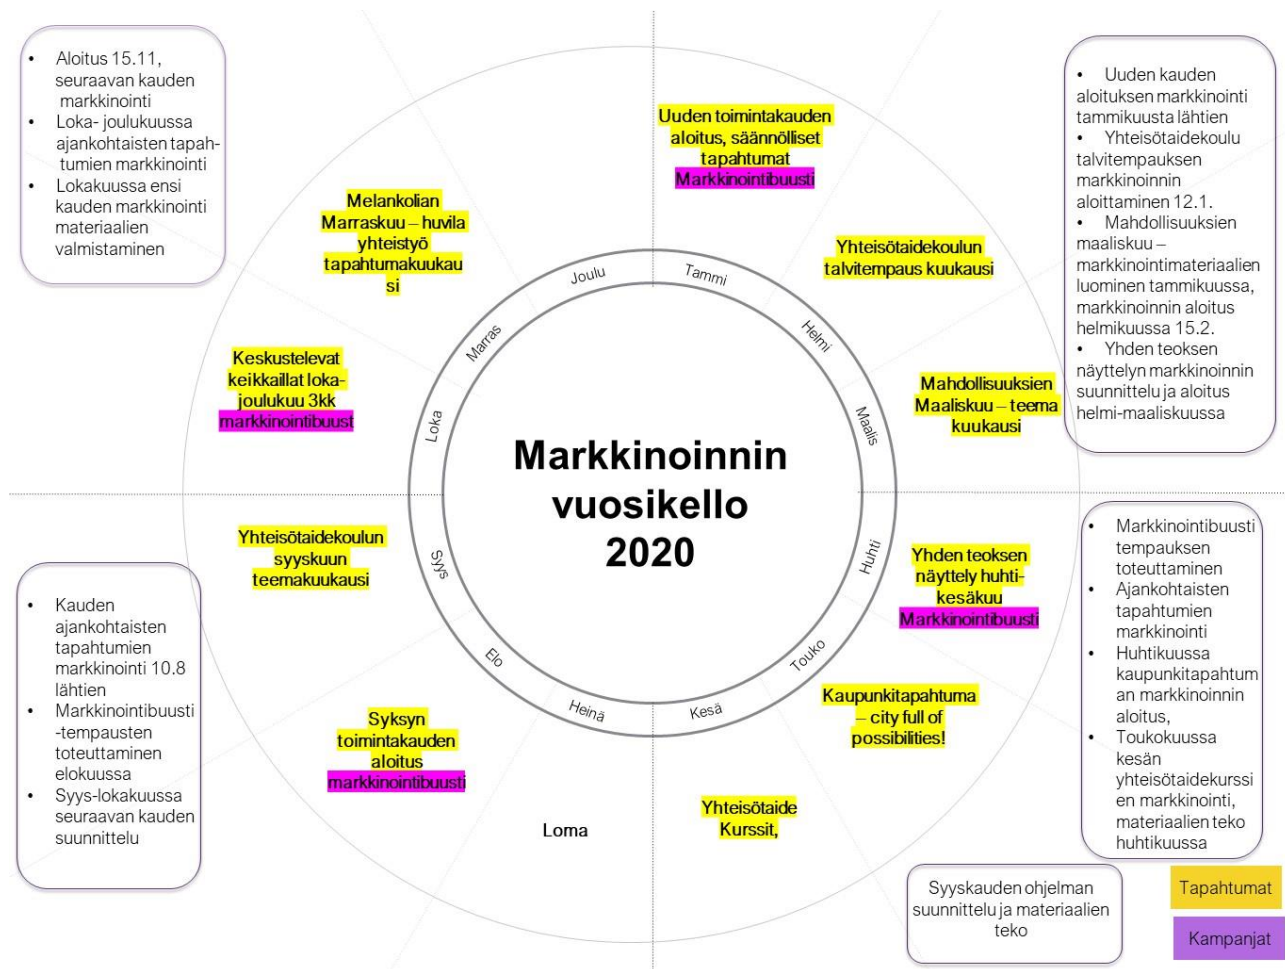 • Aloitus 15.11,
seuraavan kauden
markkinointi
• Loka- joulukuussa
ajankohtaisten tapah-
tumien markkinointi
• Lokakuussa ensi
kauden markkinointi
materiaalien
valmistaminen
Uuden toimintakauden
aloitus, säännölliset
tapahtumat
Markkinointibuusti
• Uuden kauden
aloituksen markkinointi
tammikuusta lähtien
• Yhteisötaidekoulu
talvitempauksen
markkinoinnin
aloittaminen 12.1.
• Mahdollisuuksien
maaliskuu –
markkinointimateriaalien
luominen tammikuussa,
markkinoinnin aloitus
helmikuussa 15.2.
• Yhden teoksen
näyttelyn markkinoinnin
suunnittelu ja aloitus
helmi-maaliskuussa
Melankolian
Marraskuu – huvila
yhteistyö
tapahtumakuukau
si
Yhteisötaidekoulun
talvitempaus kuukausi
Keskustelevat
keikkaillat loka-
joulukuu 3kk
markkinointibuust
Mahdollisuuksien
Maaliskuu – teema
kuukausi
Joulu
Tammi
Marras
Helmi
Loka
Maalis
Markkinoinnin
vuosikello
2020
Syys
Huhti
Elo
Touko
Heinä
Kesä
Yhteisötaidekoulun
syyskuun
teemakuukausi
Yhden teoksen
näyttely huhti-
kesäkuu
Markkinointibuusti
• Kauden
ajankohtaisten
tapahtumien
markkinointi 10.8
lähtien
• Markkinointibuusti
-tempausten
toteuttaminen
elokuussa
• Syys-lokakuussa
seuraavan kauden
suunnittelu
• Markkinointibuusti
tempauksen
toteuttaminen
• Ajankohtaisten
tapahtumien
markkinointi
• Huhtikuussa
kaupunkitapahtum
an markkinoinnin
aloitus,
• Toukokuussa
kesän
yhteisötaidekurssi
en markkinointi,
materiaalien teko
huhtikuussa
Syksyn
toimintakauden
aloitus
markkinointibuusti
Kaupunkitapahtuma
– city full of
possibilities!
Loma
Yhteisötaide
Kurssit,
Syyskauden ohjelman
suunnittelu ja materiaalien
teko
Tapahtumat
Kampanjat